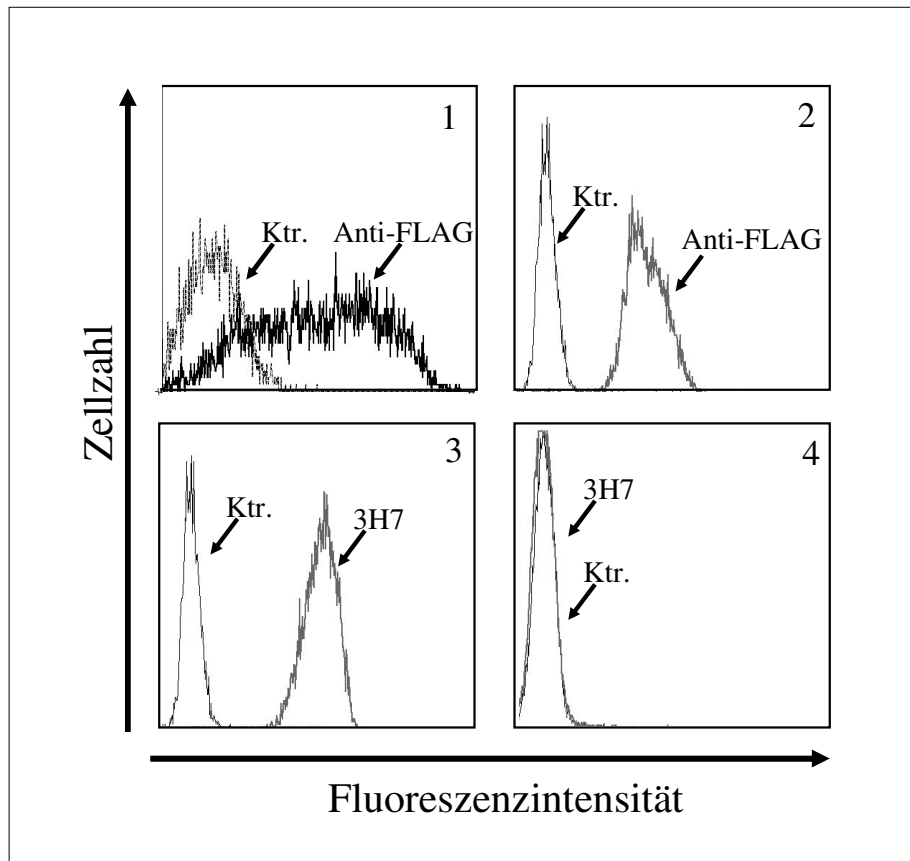 1
Ktr.
Anti-FLAG
2
Ktr.
Anti-FLAG
Zellzahl
3
Ktr.
3H7
4
3H7
Ktr.
Fluoreszenzintensität